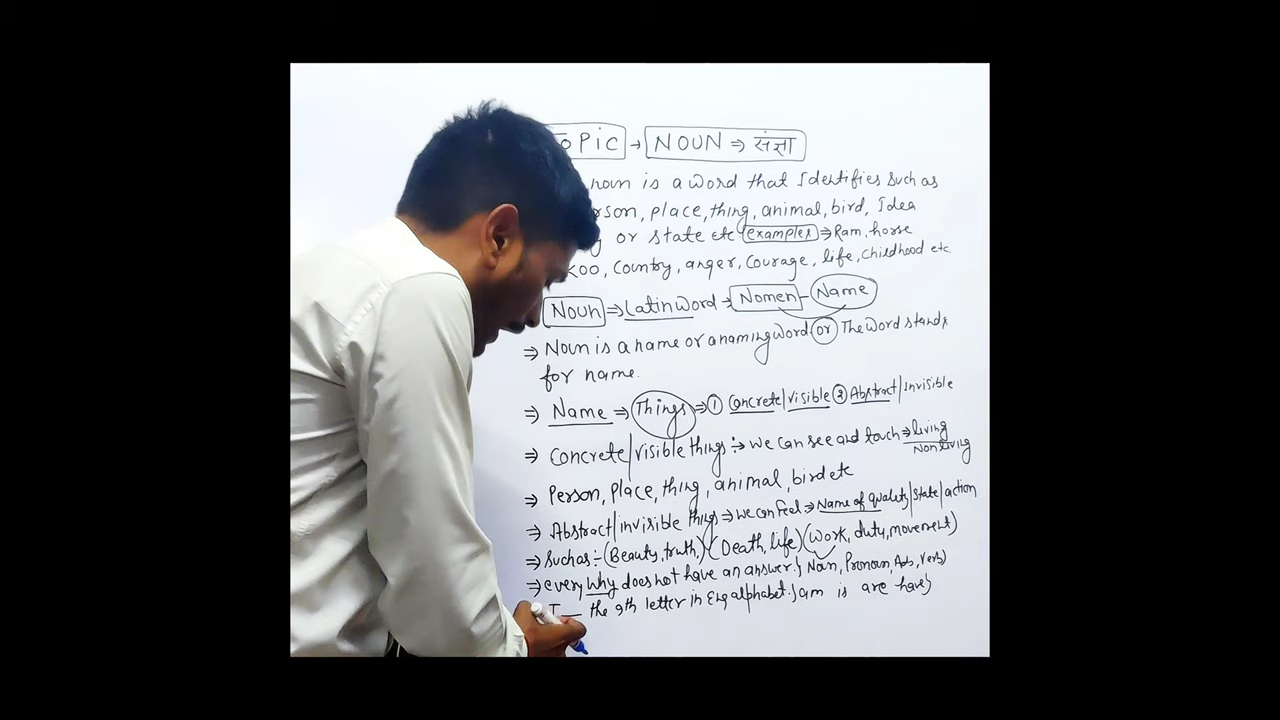 TOPIC → NOUN ⇒ संज्ञा
noun is a word that Identifies such as
person, place, thing, animal, bird, Idea
or state etc. examples ⇒ Ram, horse
koo, country, anger, courage, life, childhood etc.
Noun ⇒ Latin word → Nomen - Name
⇒ Noun is a name or a naming word or The word stands
for name.
⇒ Name ⇒ Things ⇒ ① Concrete/visible ② Abstract/invisible
⇒ Concrete/visible things :→ we can see and touch ⇒ living
Non living
⇒ Person, place, thing, animal, bird etc
⇒ Abstract/invisible things ⇒ we can feel ⇒ Name of quality/state/action
⇒ Such as :- (Beauty, truth,) (Death, life) (Work, duty, movement)
⇒ every why does not have an answer. } Noun, Pronoun, Adv, Verb)
I __ the 9th letter in Eng alphabet. } am is are have}